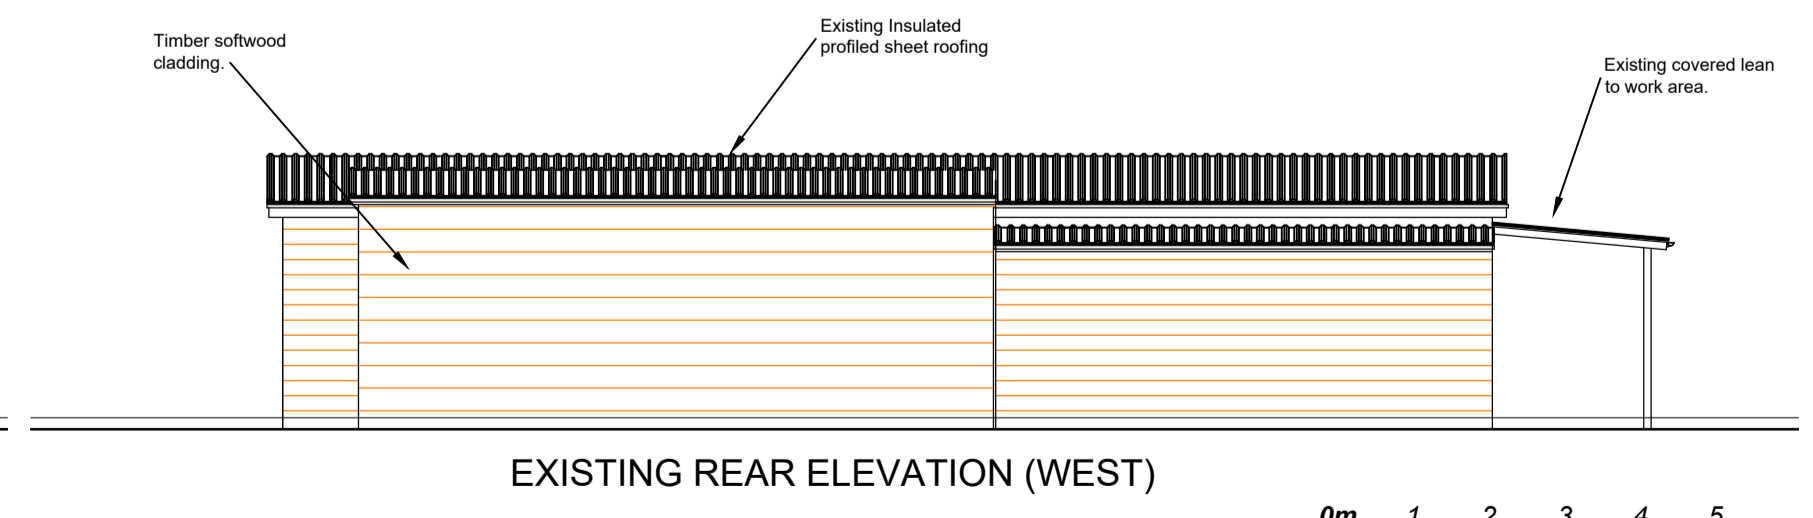 Timber softwood
cladding.
Existing Insulated
profiled sheet roofing
Existing covered lean
to work area.
EXISTING REAR ELEVATION (WEST)
0m 1 2 3 4 5